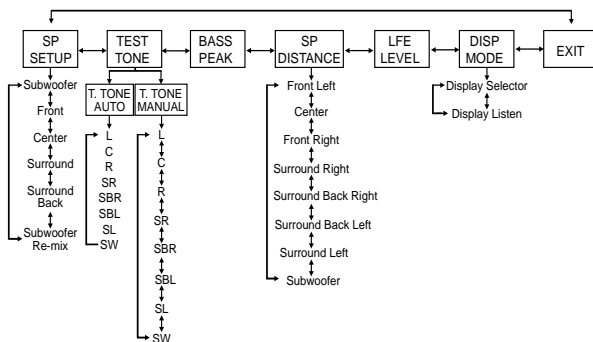 SP
SETUP
TEST
TONE
BASS
PEAK
SP
DISTANCE
LFE
LEVEL
DISP
MODE
EXIT
Subwoofer
Front
Center
Surround
Surround
Back
Subwoofer
Re-mix
T. TONE
AUTO
L
C
R
SR
SBR
SBL
SL
SW
T. TONE
MANUAL
L
C
R
SR
SBR
SBL
SL
SW
Front Left
Center
Front Right
Surround Right
Surround Back Right
Surround Back Left
Surround Left
Subwoofer
Display Selector
Display Listen